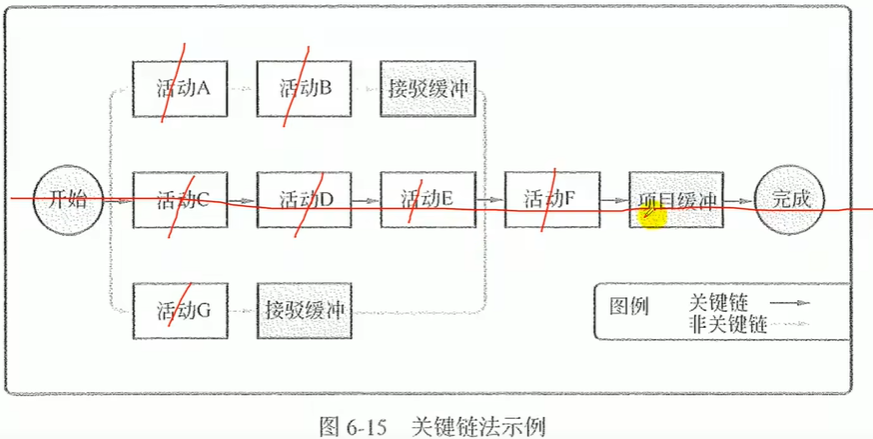 活动A
活动B
接驳缓冲
开始
活动C
活动D
活动E
活动F
项目缓冲
完成
活动G
接驳缓冲
图例
关键链
非关键链
图 6-15 关键链法示例